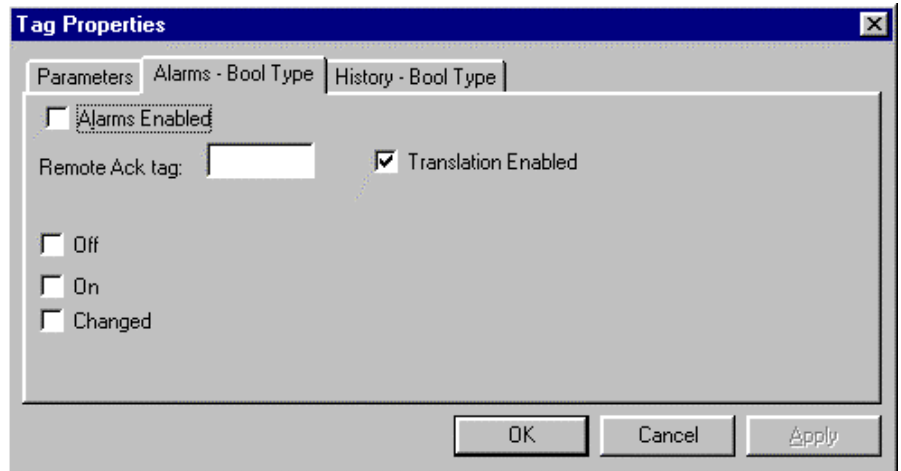 Tag Properties
Parameters Alarms - Bool Type History - Bool Type
Alarms Enabled
Remote Ack tag: Translation Enabled
Off
On
Changed
OK Cancel Apply